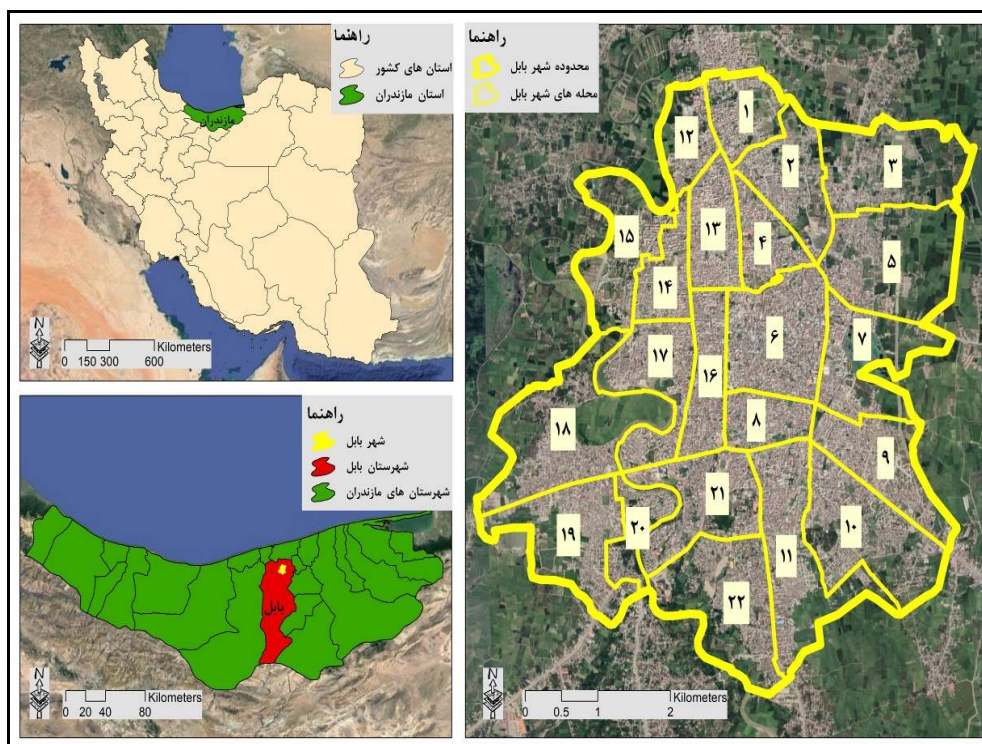 راهنما
استان های کشور
استان مازندران
مازندران
N
0 150 300 600 Kilometers
راهنما
شهر بابل
شهرستان بابل
شهرستان های مازندران
بابل
N
0 20 40 80 Kilometers
راهنما
محدوده شهر بابل
محله های شهر بابل
۱
۱۲
۲
۳
۱۵
۱۳
۴
۵
۱۴
۶
۷
۱۷
۱۶
۸
۱۸
۹
۲۱
۱۹
۲۰
۱۰
۱۱
۲۲
N
0 0.5 1 2 Kilometers